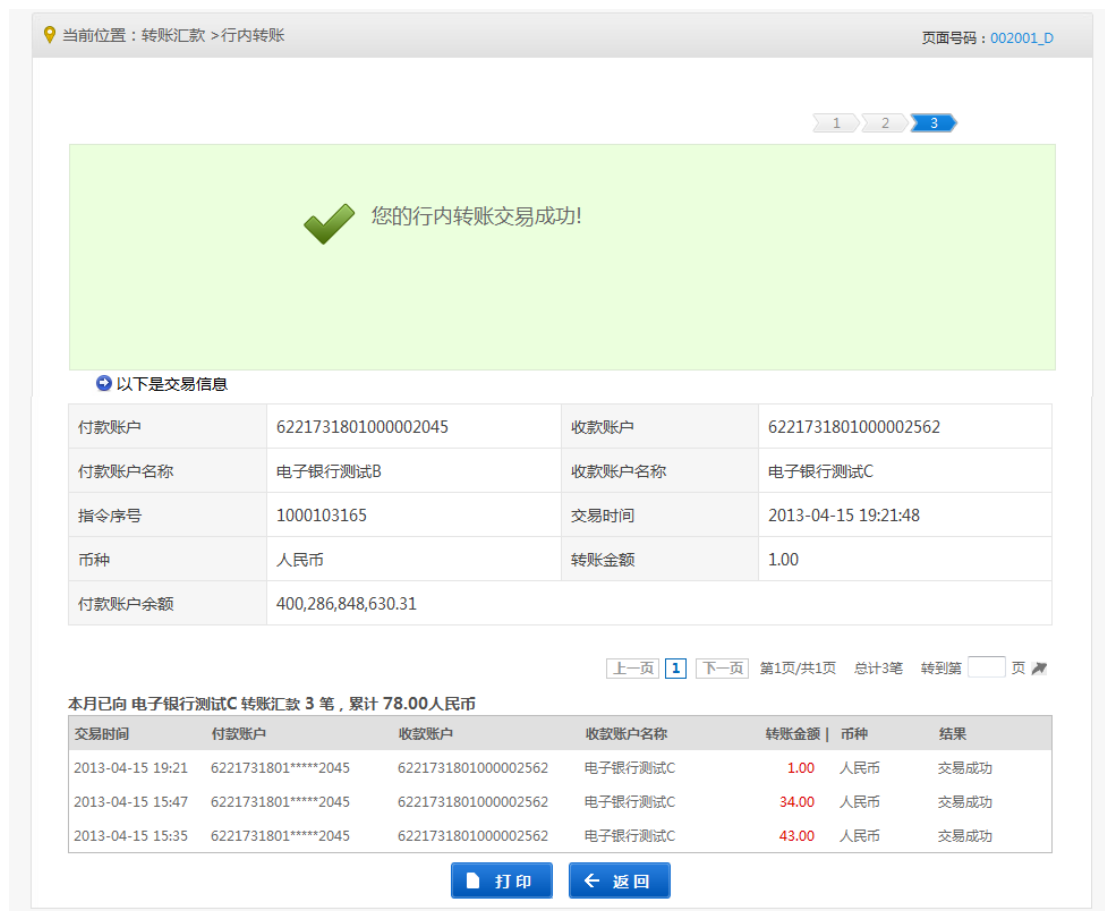 当前位置：转账汇款 >行内转账 页面号码：002001_D
1 2 3
您的行内转账交易成功!
以下是交易信息
付款账户 6221731801000002045 收款账户 6221731801000002562
付款账户名称 电子银行测试B 收款账户名称 电子银行测试C
指令序号 1000103165 交易时间 2013-04-15 19:21:48
币种 人民币 转账金额 1.00
付款账户余额 400,286,848,630.31
上一页 1 下一页 第1页/共1页 总计3笔 转到第 页
本月已向 电子银行测试C 转账汇款 3 笔 , 累计 78.00人民币
交易时间 付款账户 收款账户 收款账户名称 转账金额 | 币种 结果
2013-04-15 19:21 6221731801*****2045 6221731801000002562 电子银行测试C 1.00 人民币 交易成功
2013-04-15 15:47 6221731801*****2045 6221731801000002562 电子银行测试C 34.00 人民币 交易成功
2013-04-15 15:35 6221731801*****2045 6221731801000002562 电子银行测试C 43.00 人民币 交易成功
打印 返回